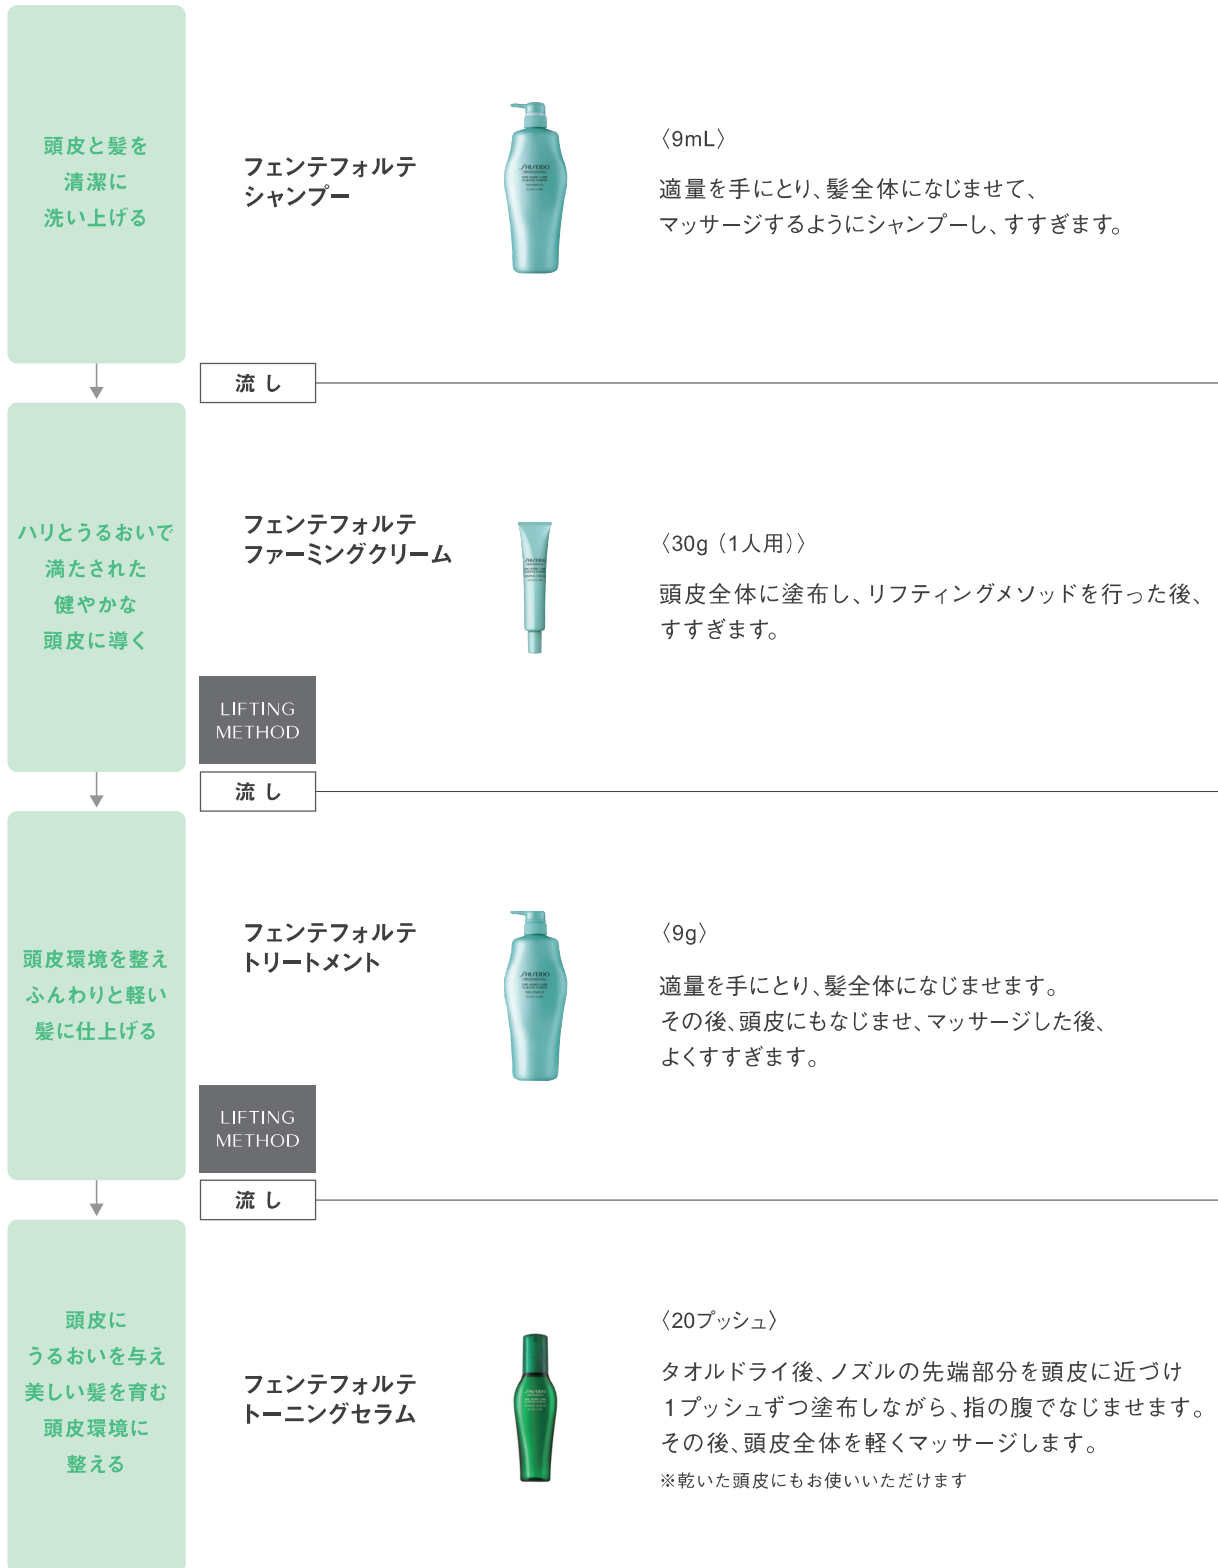 頭皮と髪を
清潔に
洗い上げる
フェンテフォルテ
シャンプー
SHISEIDO
PROFESSIONAL
〈9mL〉
適量を手にとり、髪全体になじませて、
マッサージするようにシャンプーし、すすぎます。
流し
ハリとうるおいで
満たされた
健やかな
頭皮に導く
フェンテフォルテ
ファーミングクリーム
SHISEIDO
〈30g（1人用）〉
頭皮全体に塗布し、リフティングメソッドを行った後、
すすぎます。
LIFTING
METHOD
流し
頭皮環境を整え
ふんわりと軽い
髪に仕上げる
フェンテフォルテ
トリートメント
SHISEIDO
PROFESSIONAL
〈9g〉
適量を手にとり、髪全体になじませます。
その後、頭皮にもなじませ、マッサージした後、
よくすすぎます。
LIFTING
METHOD
流し
頭皮に
うるおいを与え
美しい髪を育む
頭皮環境に
整える
フェンテフォルテ
トーニングセラム
SHISEIDO
〈20プッシュ〉
タオルドライ後、ノズルの先端部分を頭皮に近づけ
1プッシュずつ塗布しながら、指の腹でなじませます。
その後、頭皮全体を軽くマッサージします。
※乾いた頭皮にもお使いいただけます